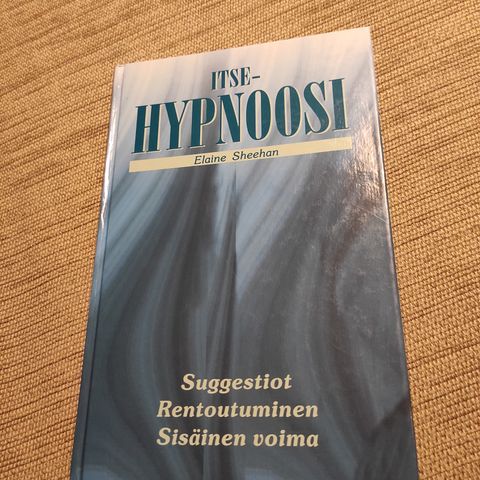 ITSE-
HYPNOOSI
Elaine Sheehan
Suggestiot
Rentoutuminen
Sisäinen voima